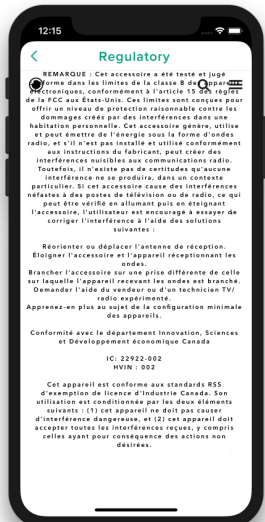 12:15
Regulatory
REMARQUE : Cet accessoire a été testé et jugé
forme dans les limites de la classe B de
électroniques, conformément à l'article 15 des règles
de la FCC aux États-Unis. Ces limites sont conçues pour
offrir un niveau de protection raisonnable contre les
dommages créés par des interférences dans une
habitation personnelle. Cet accessoire génère, utilise
et peut émettre de l'énergie sous la forme d'ondes
radio, et s'il n'est pas installé et utilisé conformément
aux instructions du fabricant, peut créer des
interférences nuisibles aux communications radio.
Toutefois, il n'existe pas de certitudes qu'aucune
interférence ne se produira, dans un contexte
particulier. Si cet accessoire cause des interférences
néfastes à des postes de télévision ou de radio, ce qui
peut être vérifié en allumant puis en éteignant
l'accessoire, l'utilisateur est encouragé à essayer de
corriger l'interférence à l'aide des solutions
suivantes :
Réorienter ou déplacer l'antenne de réception.
Éloigner l'accessoire et l'appareil réceptionnant les
ondes.
Brancher l'accessoire sur une prise différente de celle
sur laquelle l'appareil recevant les ondes est branché.
Demander l'aide du vendeur ou d'un technicien TV/
radio expérimenté.
Apprenez-en plus au sujet de la configuration minimale
des appareils.
Conformité avec le département Innovation, Sciences
et Développement économique Canada
IC: 22922-002
HVIN : 002
Cet appareil est conforme aux standards RSS
d'exemption de licence d'Industrie Canada. Son
utilisation est conditionnée par les deux éléments
suivants : (1) cet appareil ne doit pas causer
d'interférence dangereuse, et (2) cet appareil doit
accepter toutes les interférences reçues, y compris
celles ayant pour conséquence des actions non
désirées.